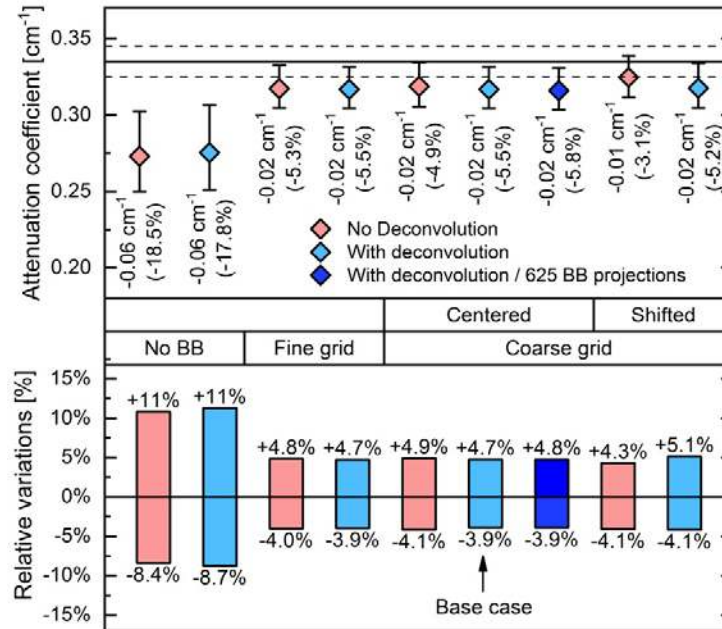 Attenuation coefficient [cm⁻¹]
0.35
0.30
0.25
0.20
-0.06 cm⁻¹
(-18.5%)
-0.06 cm⁻¹
(-17.8%)
-0.02 cm⁻¹
(-5.3%)
-0.02 cm⁻¹
(-5.5%)
-0.02 cm⁻¹
(-4.9%)
-0.02 cm⁻¹
(-5.5%)
-0.02 cm⁻¹
(-5.8%)
-0.01 cm⁻¹
(-3.1%)
-0.02 cm⁻¹
(-5.2%)
No Deconvolution
With deconvolution
With deconvolution / 625 BB projections
Centered Shifted
No BB Fine grid Coarse grid
Relative variations [%]
15%
10%
5%
0%
-5%
-10%
-15%
+11% +11% +4.8% +4.7% +4.9% +4.7% +4.8% +4.3% +5.1%
-8.4% -8.7% -4.0% -3.9% -4.1% -3.9% -3.9% -4.1% -4.1%
Base case